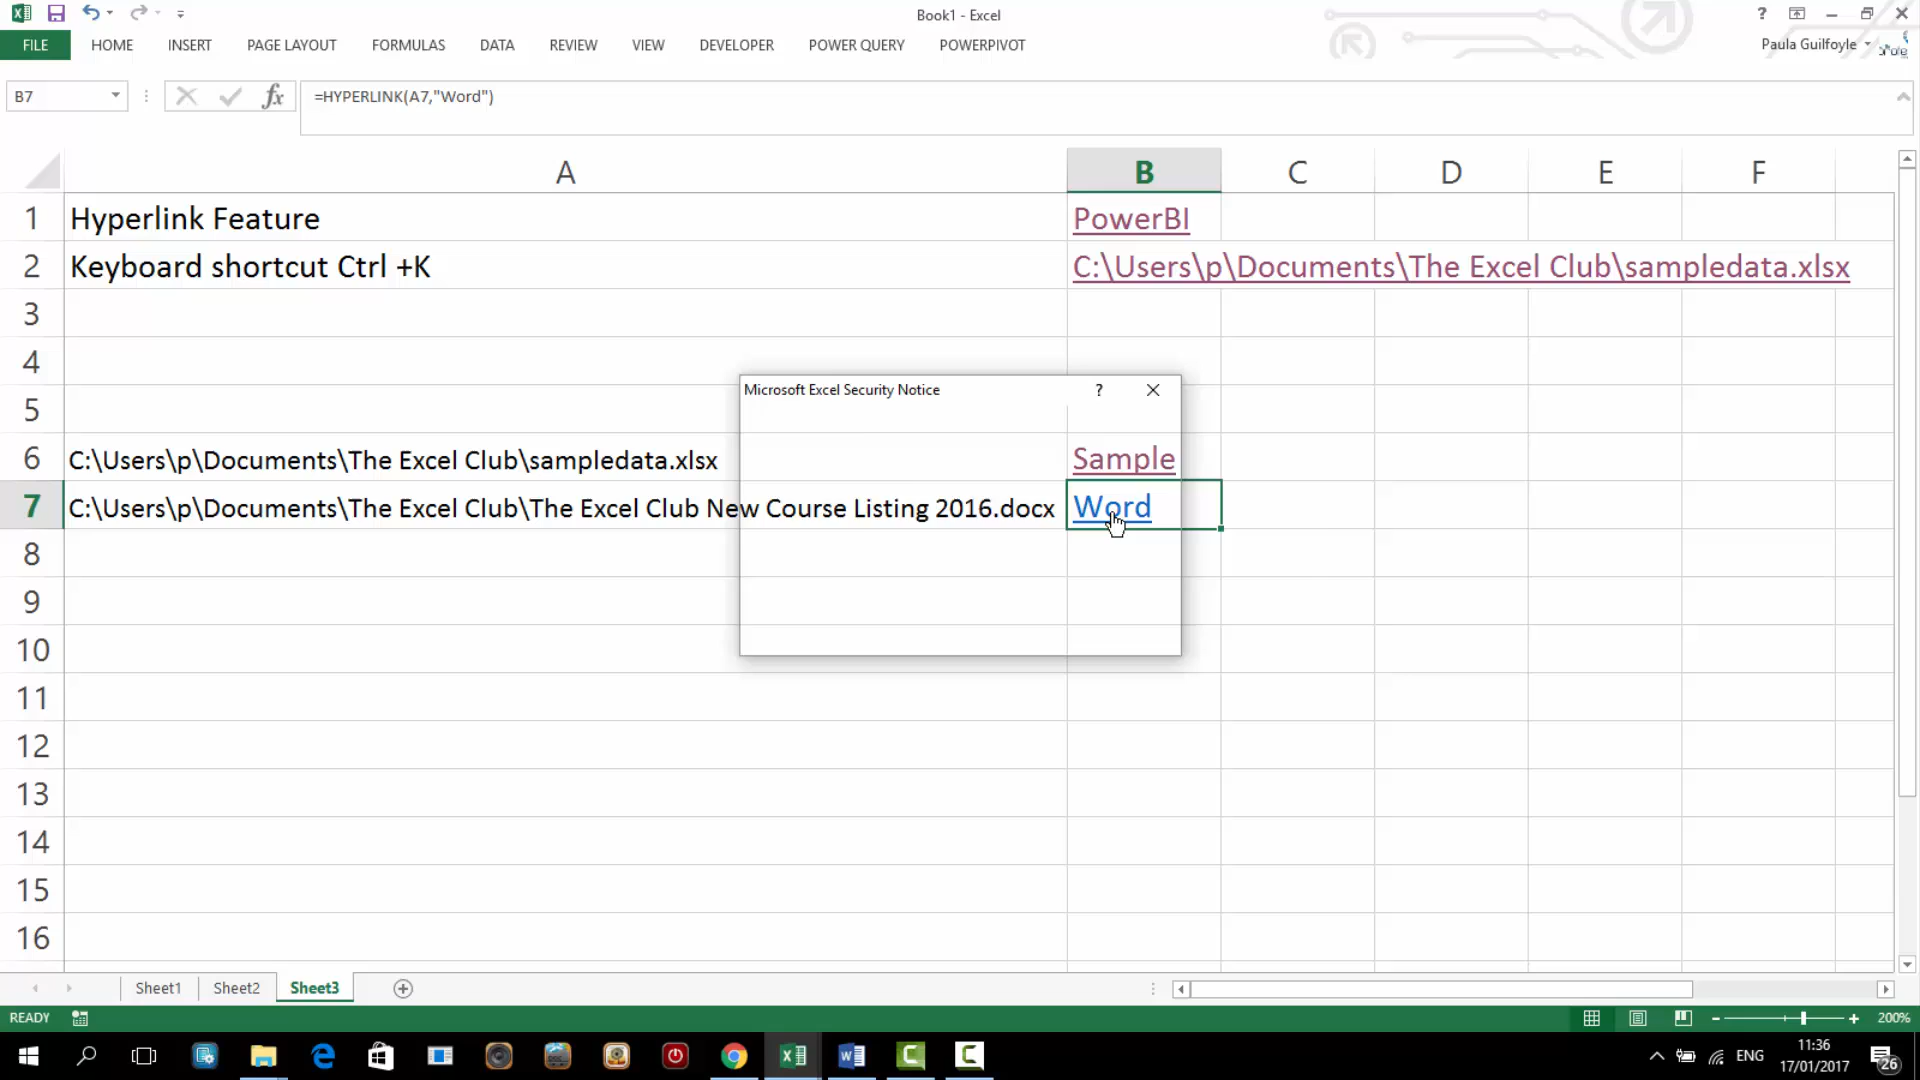 Book1 - Excel
?
FILE HOME INSERT PAGE LAYOUT FORMULAS DATA REVIEW VIEW DEVELOPER POWER QUERY POWERPIVOT Paula Guilfoyle
B7 fx =HYPERLINK(A7,"Word")
A B C D E F
1 Hyperlink Feature PowerBI
2 Keyboard shortcut Ctrl +K C:\Users\p\Documents\The Excel Club\sampledata.xlsx
3
4
Microsoft Excel Security Notice ?
5
6 C:\Users\p\Documents\The Excel Club\sampledata.xlsx Sample
7 C:\Users\p\Documents\The Excel Club\The Excel Club New Course Listing 2016.docx Word
8
9
10
11
12
13
14
15
16
Sheet1 Sheet2 Sheet3
READY 200%
ENG 11:36
17/01/2017 26